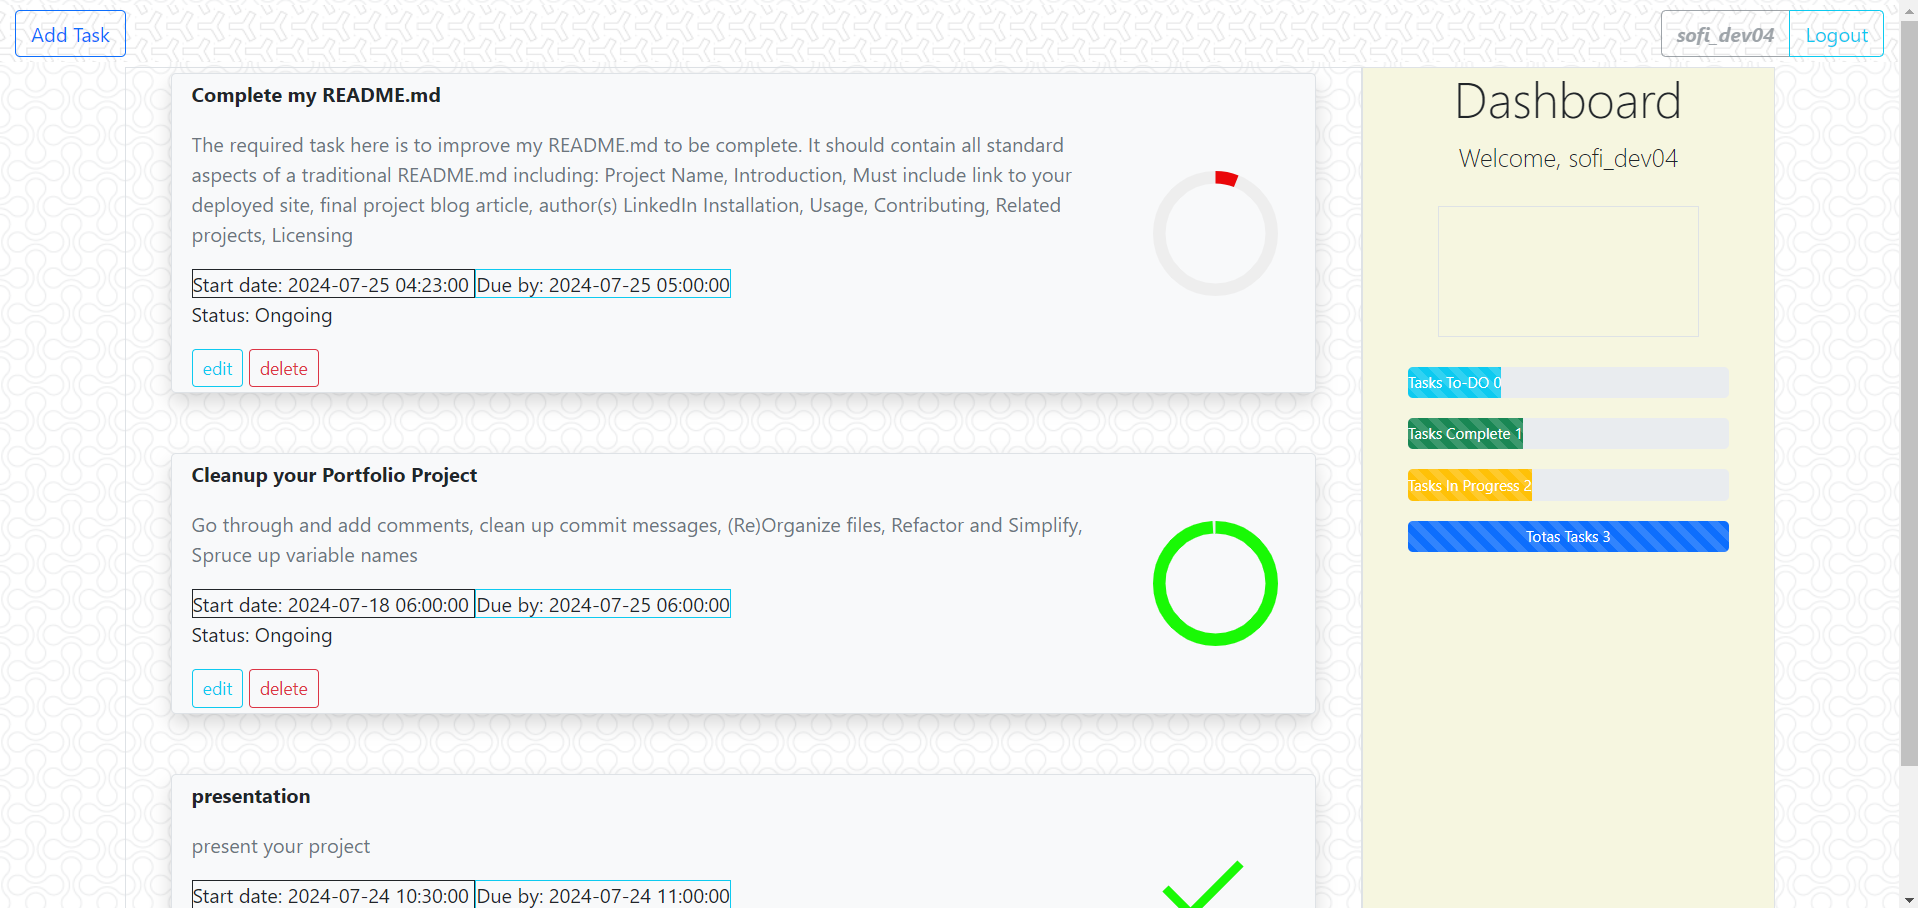 Add Task
sofi_dev04 Logout
Complete my README.md
The required task here is to improve my README.md to be complete. It should contain all standard
aspects of a traditional README.md including: Project Name, Introduction, Must include link to your
deployed site, final project blog article, author(s) LinkedIn Installation, Usage, Contributing, Related
projects, Licensing
Start date: 2024-07-25 04:23:00 Due by: 2024-07-25 05:00:00
Status: Ongoing
edit delete
Cleanup your Portfolio Project
Go through and add comments, clean up commit messages, (Re)Organize files, Refactor and Simplify,
Spruce up variable names
Start date: 2024-07-18 06:00:00 Due by: 2024-07-25 06:00:00
Status: Ongoing
edit delete
presentation
present your project
Start date: 2024-07-24 10:30:00 Due by: 2024-07-24 11:00:00
Dashboard
Welcome, sofi_dev04
Tasks To-DO 0
Tasks Complete 1
Tasks In Progress 2
Totas Tasks 3